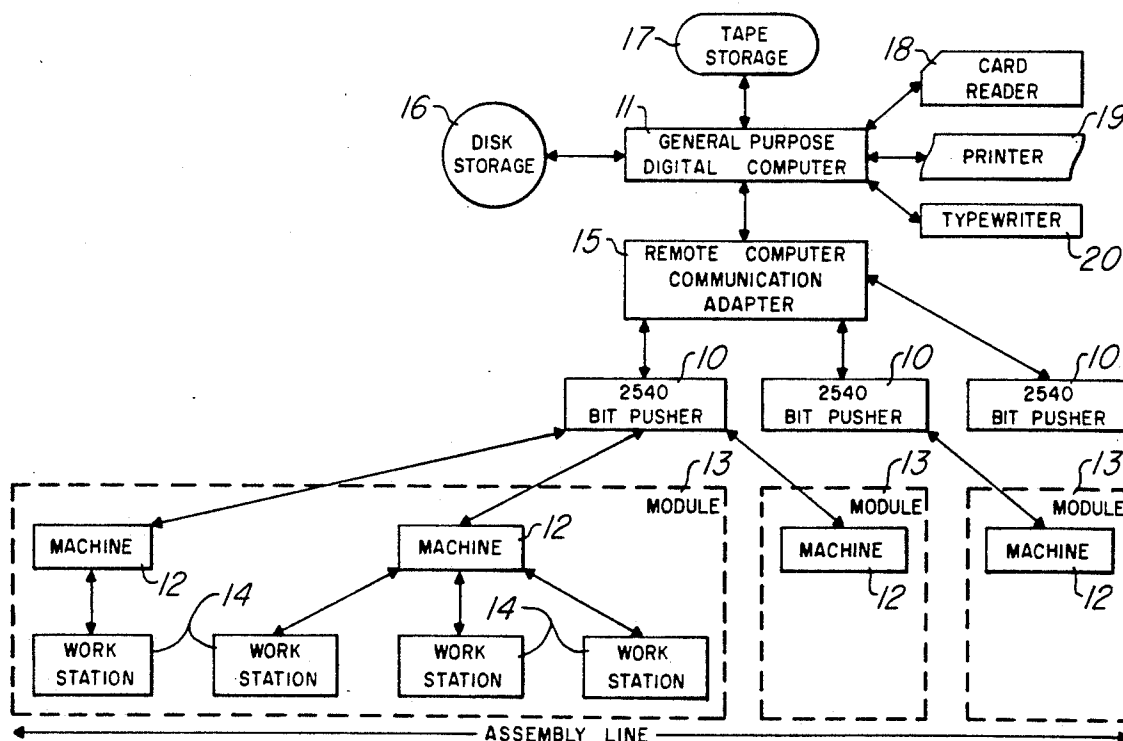 17
TAPE
STORAGE
18
CARD
READER
16
DISK
STORAGE
11
GENERAL PURPOSE
DIGITAL COMPUTER
19
PRINTER
TYPEWRITER
20
15
REMOTE COMPUTER
COMMUNICATION
ADAPTER
10
2540
BIT PUSHER
10
2540
BIT PUSHER
10
2540
BIT PUSHER
13
MODULE
13
MODULE
13
MODULE
MACHINE
12
MACHINE
12
MACHINE
12
MACHINE
12
14
14
WORK
STATION
WORK
STATION
WORK
STATION
WORK
STATION
ASSEMBLY LINE